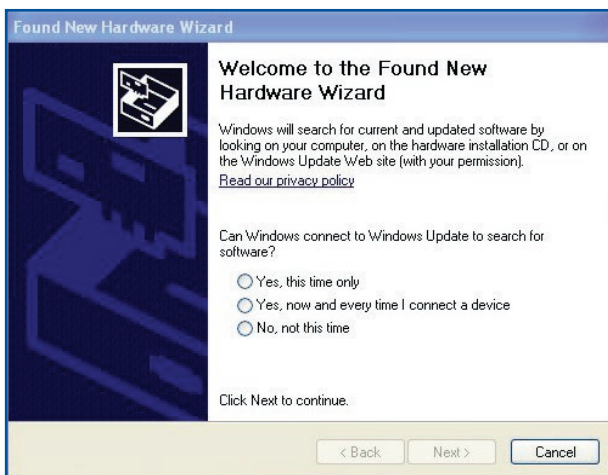 Found New Hardware Wizard
Welcome to the Found New
Hardware Wizard
Windows will search for current and updated software by
looking on your computer, on the hardware installation CD, or on
the Windows Update Web site (with your permission).
Read our privacy policy
Can Windows connect to Windows Update to search for
software?
Yes, this time only
Yes, now and every time I connect a device
No, not this time
Click Next to continue.
< Back
Next >
Cancel